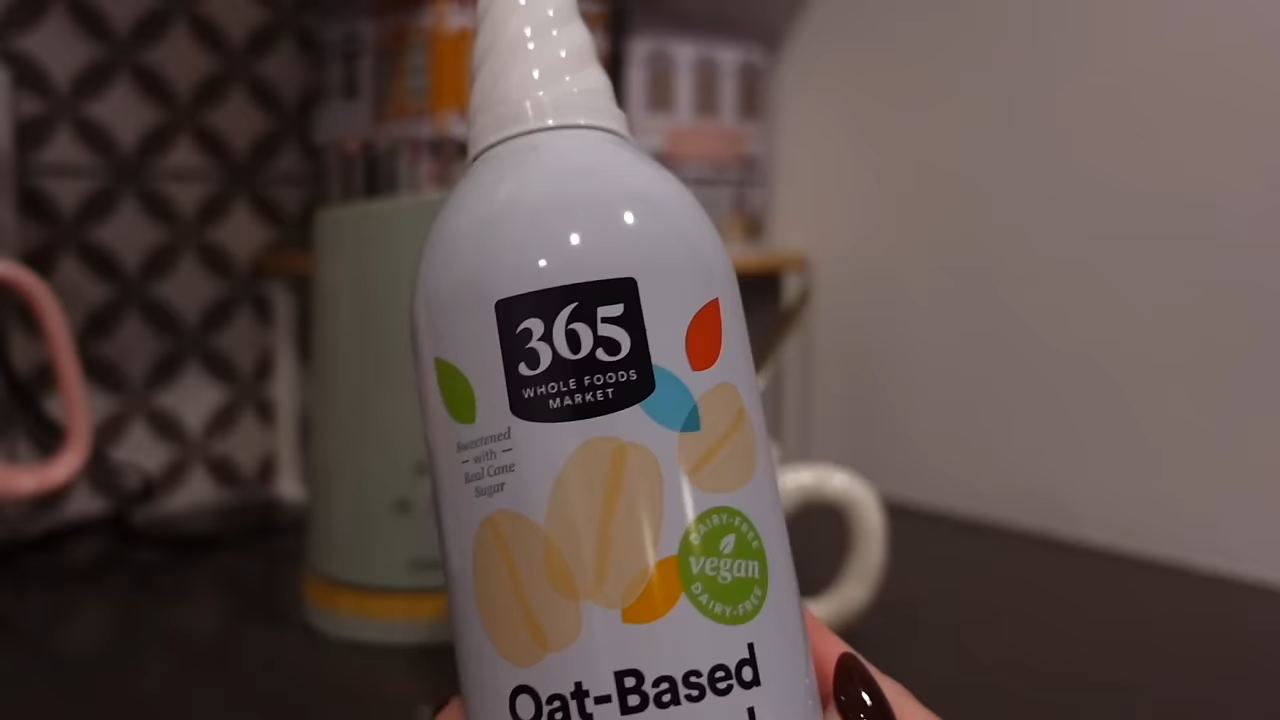 365
WHOLE FOODS
MARKET
Sweetened
with
Real Cane
Sugar
DAIRY-FREE
vegan
DAIRY-FREE
Oat-Based